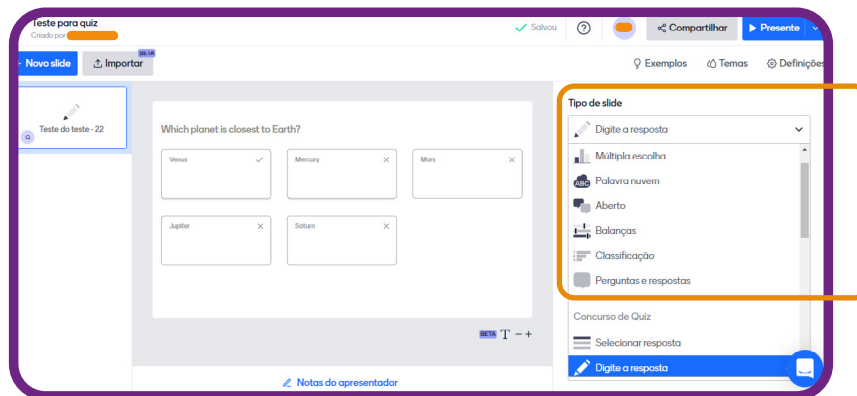 Teste para quiz
Criado por
Salvou
Compartilhar
Presente
Novo slide
Importar
BETA
Exemplos
Temas
Definições
Teste do teste - 22
Q
Which planet is closest to Earth?
Venus
Mercury
Mars
Jupiter
Saturn
BETA
Notas do apresentador
Tipo de slide
Digite a resposta
Múltipla escolha
ABC
Palavra nuvem
Aberto
Balanças
Classificação
Perguntas e respostas
Concurso de Quiz
Selecionar resposta
Digite a resposta